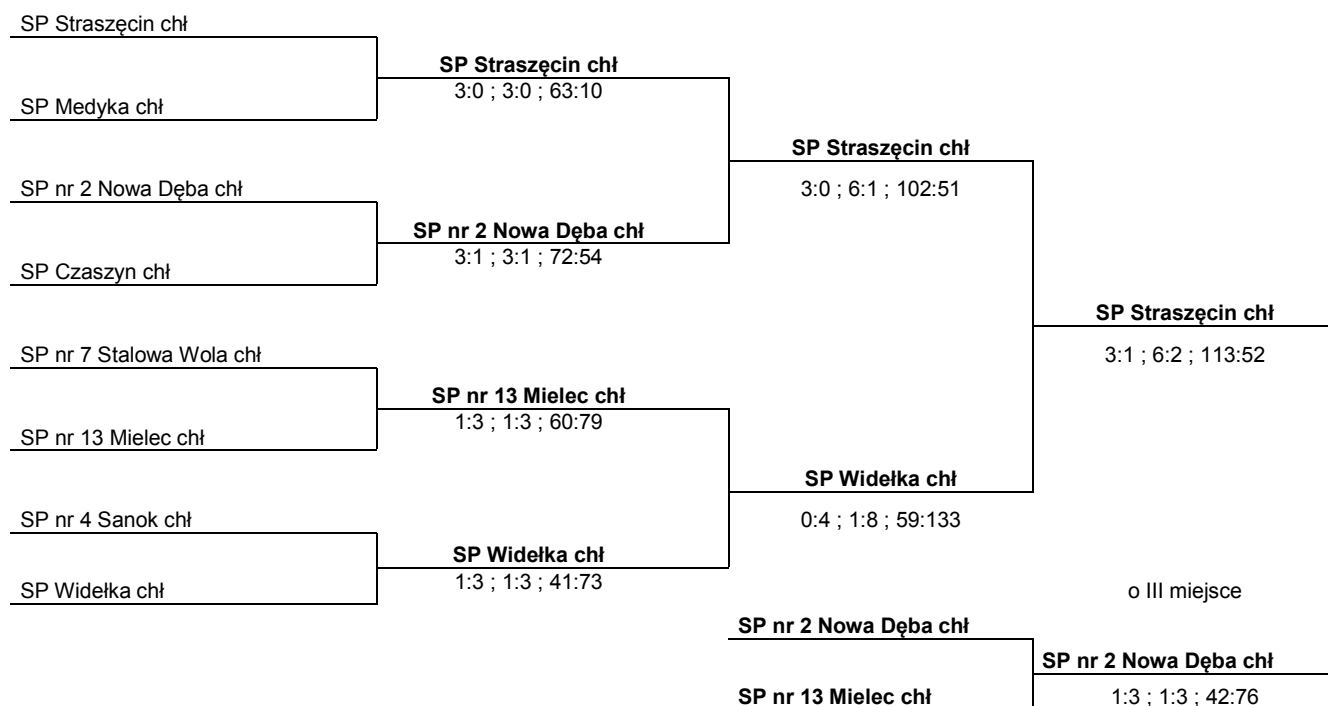 SP Straszęcin chł
SP Straszęcin chł
3:0 ; 3:0 ; 63:10
SP Medyka chł
SP Straszęcin chł
3:0 ; 6:1 ; 102:51
SP nr 2 Nowa Dęba chł
SP nr 2 Nowa Dęba chł
3:1 ; 3:1 ; 72:54
SP Czaszyn chł
SP Straszęcin chł
3:1 ; 6:2 ; 113:52
SP nr 7 Stalowa Wola chł
SP nr 13 Mielec chł
1:3 ; 1:3 ; 60:79
SP nr 13 Mielec chł
SP Widełka chł
0:4 ; 1:8 ; 59:133
SP nr 4 Sanok chł
SP Widełka chł
1:3 ; 1:3 ; 41:73
SP Widełka chł
o III miejsce
SP nr 2 Nowa Dęba chł
SP nr 2 Nowa Dęba chł
SP nr 13 Mielec chł
1:3 ; 1:3 ; 42:76